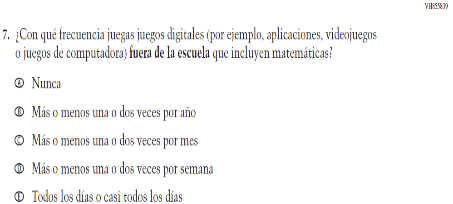 VH855839
7. ¿Con qué frecuencia juegas juegos digitales (por ejemplo, aplicaciones, videojuegos
o juegos de computadora) fuera de la escuela que incluyen matemáticas?
A Nunca
B Más o menos una o dos veces por año
C Más o menos una o dos veces por mes
D Más o menos una o dos veces por semana
E Todos los días o casi todos los días